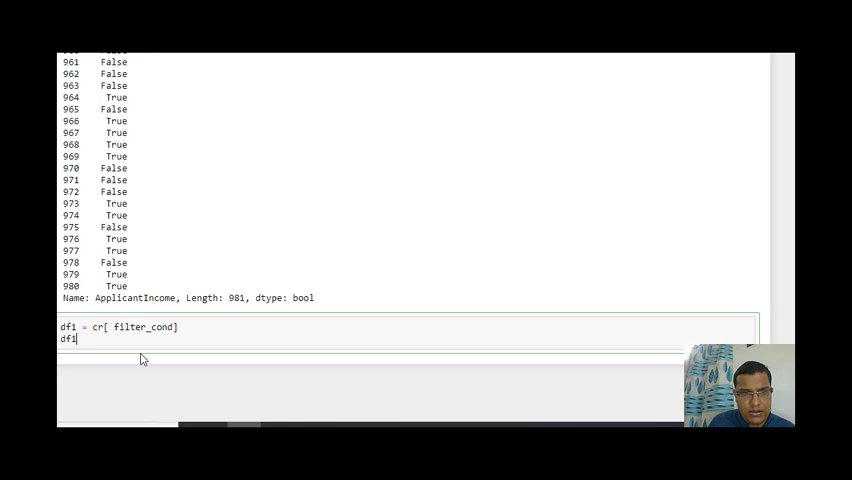 961 False
962 False
963 False
964 True
965 False
966 True
967 True
968 True
969 True
970 False
971 False
972 False
973 True
974 True
975 False
976 True
977 True
978 False
979 True
980 True
Name: ApplicantIncome, Length: 981, dtype: bool
df1 = cr[ filter_cond]
df1